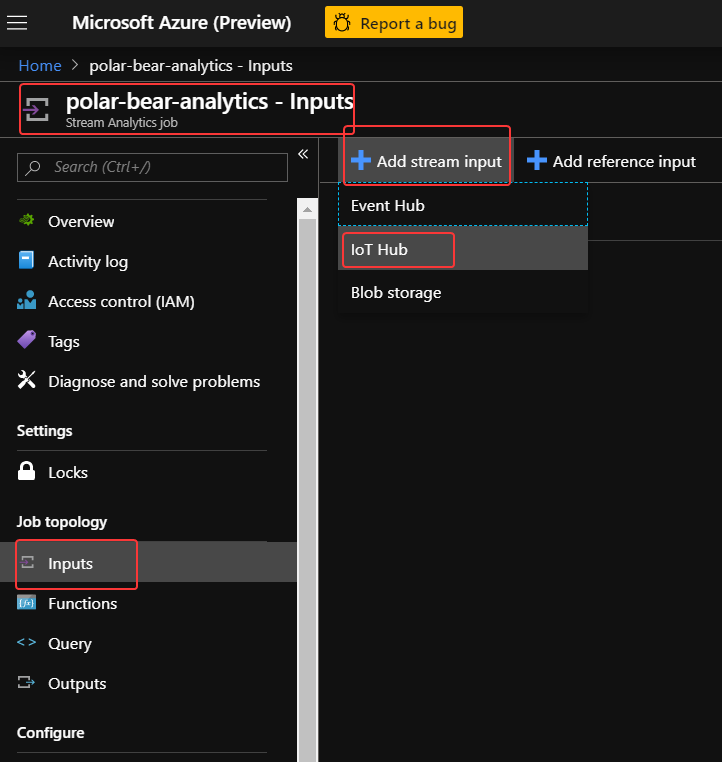 Microsoft Azure (Preview)
Report a bug
Home > polar-bear-analytics - Inputs
polar-bear-analytics - Inputs
Stream Analytics job
Search (Ctrl+/)
«
Add stream input
Add reference input
Event Hub
IoT Hub
Blob storage
Overview
Activity log
Access control (IAM)
Tags
Diagnose and solve problems
Settings
Locks
Job topology
Inputs
Functions
Query
Outputs
Configure